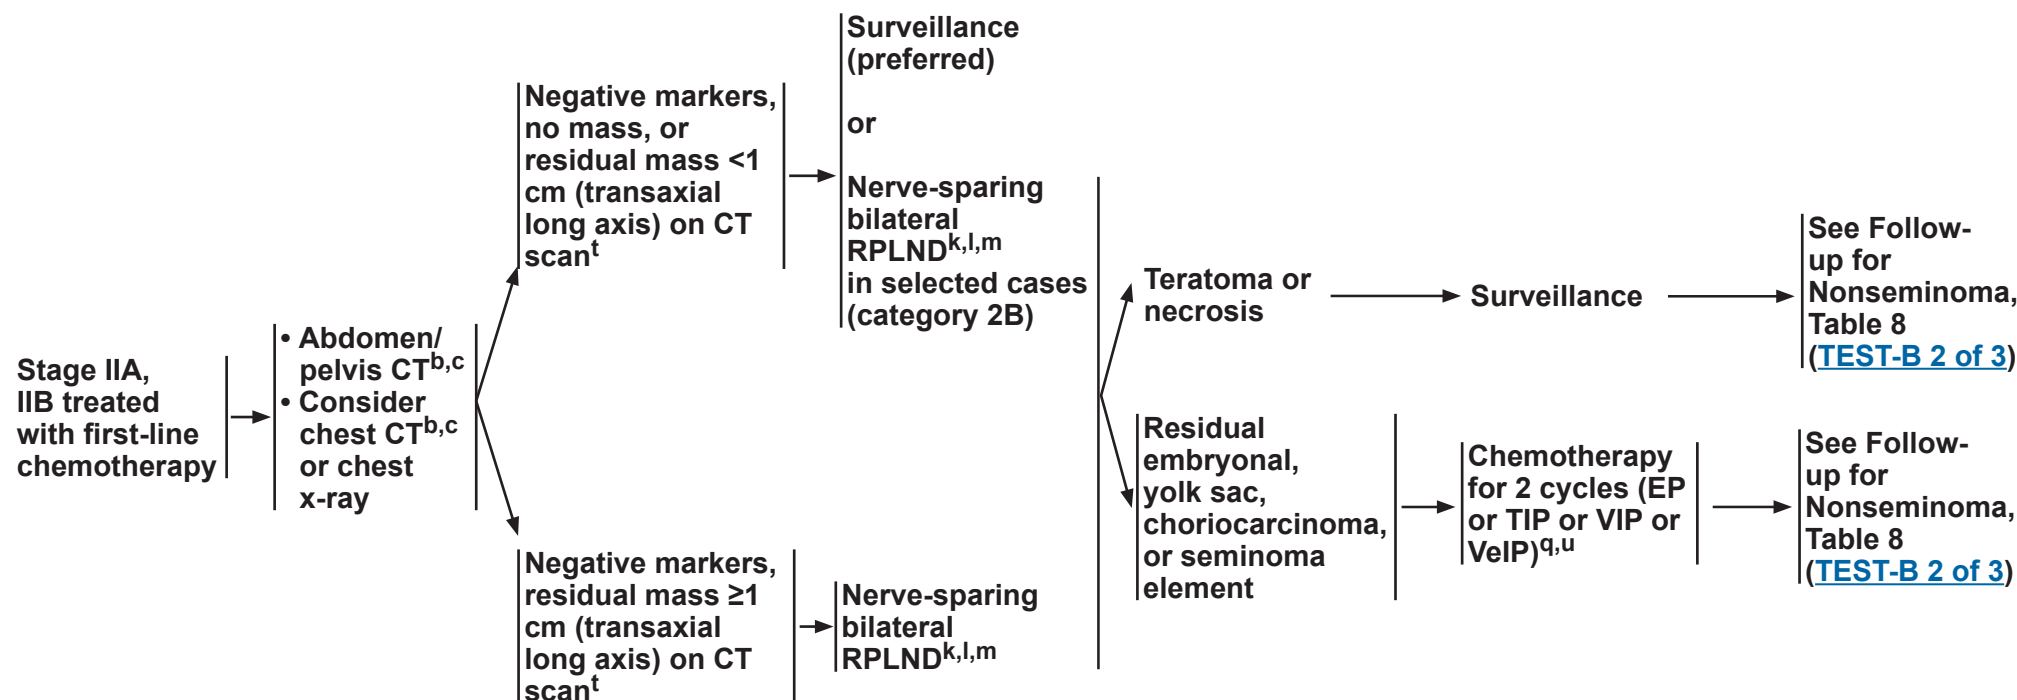 Stage IIA,
IIB treated
with first-line
chemotherapy
• Abdomen/
pelvis CTb,c
• Consider
chest CTb,c
or chest
x-ray
Negative markers,
no mass, or
residual mass <1
cm (transaxial
long axis) on CT
scant
Surveillance
(preferred)
or
Nerve-sparing
bilateral
RPLNDk,l,m
in selected cases
(category 2B)
Negative markers,
residual mass ≥1
cm (transaxial
long axis) on CT
scant
Nerve-sparing
bilateral
RPLNDk,l,m
Teratoma or
necrosis
Surveillance
See Follow-
up for
Nonseminoma,
Table 8
(TEST-B 2 of 3)
Residual
embryonal,
yolk sac,
choriocarcinoma,
or seminoma
element
Chemotherapy
for 2 cycles (EP
or TIP or VIP or
VeIP)q,u
See Follow-
up for
Nonseminoma,
Table 8
(TEST-B 2 of 3)